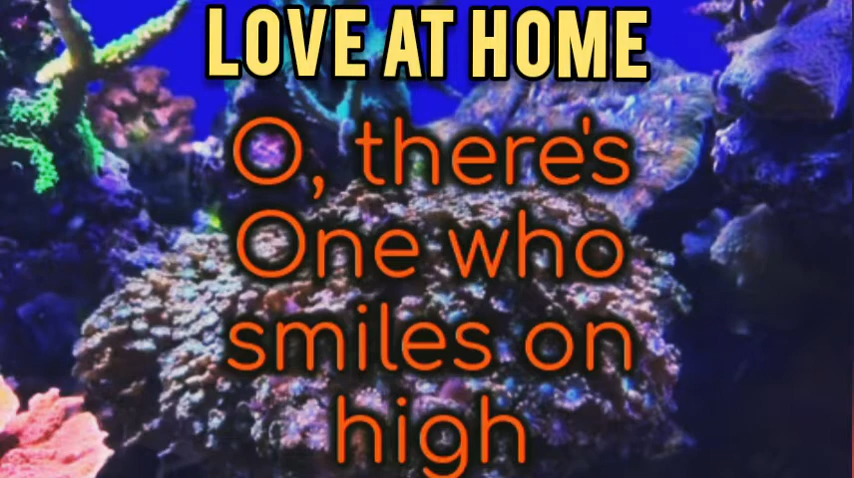 LOVE AT HOME
O, there's
One who
smiles on
high